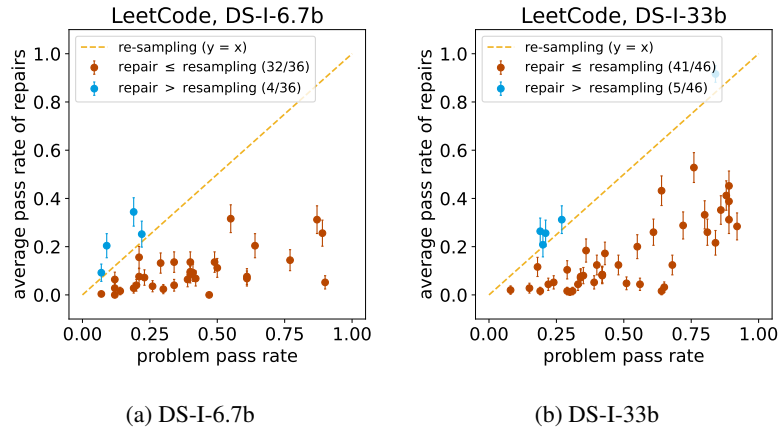 LeetCode, DS-I-6.7b
re-sampling (y = x)
repair ≤ resampling (32/36)
repair > resampling (4/36)
average pass rate of repairs
1.0
0.8
0.6
0.4
0.2
0.0
0.00 0.25 0.50 0.75 1.00
problem pass rate
(a) DS-I-6.7b
LeetCode, DS-I-33b
re-sampling (y = x)
repair ≤ resampling (41/46)
repair > resampling (5/46)
average pass rate of repairs
1.0
0.8
0.6
0.4
0.2
0.0
0.00 0.25 0.50 0.75 1.00
problem pass rate
(b) DS-I-33b